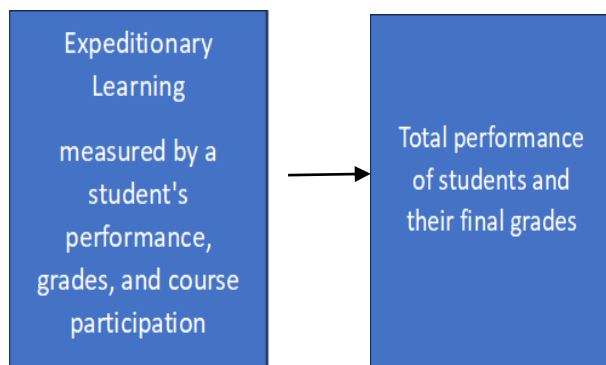 Expeditionary
Learning
measured by a
student's
performance,
grades, and course
participation
Total performance
of students and
their final grades